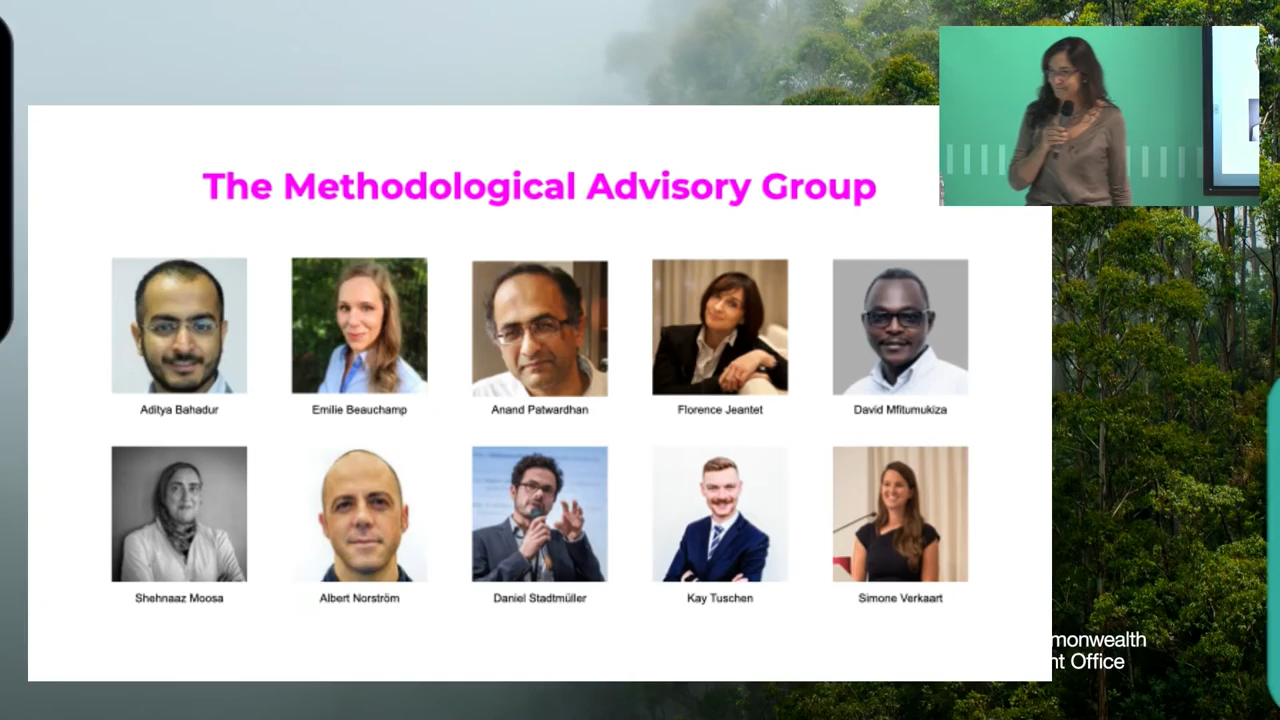 The Methodological Advisory Group
Aditya Bahadur
Emilie Beauchamp
Anand Patwardhan
Florence Jeantet
David Mfitumukiza
Shehnaaz Moosa
Albert Norström
Daniel Stadtmüller
Kay Tuschen
Simone Verkaart
monwealth
nt Office